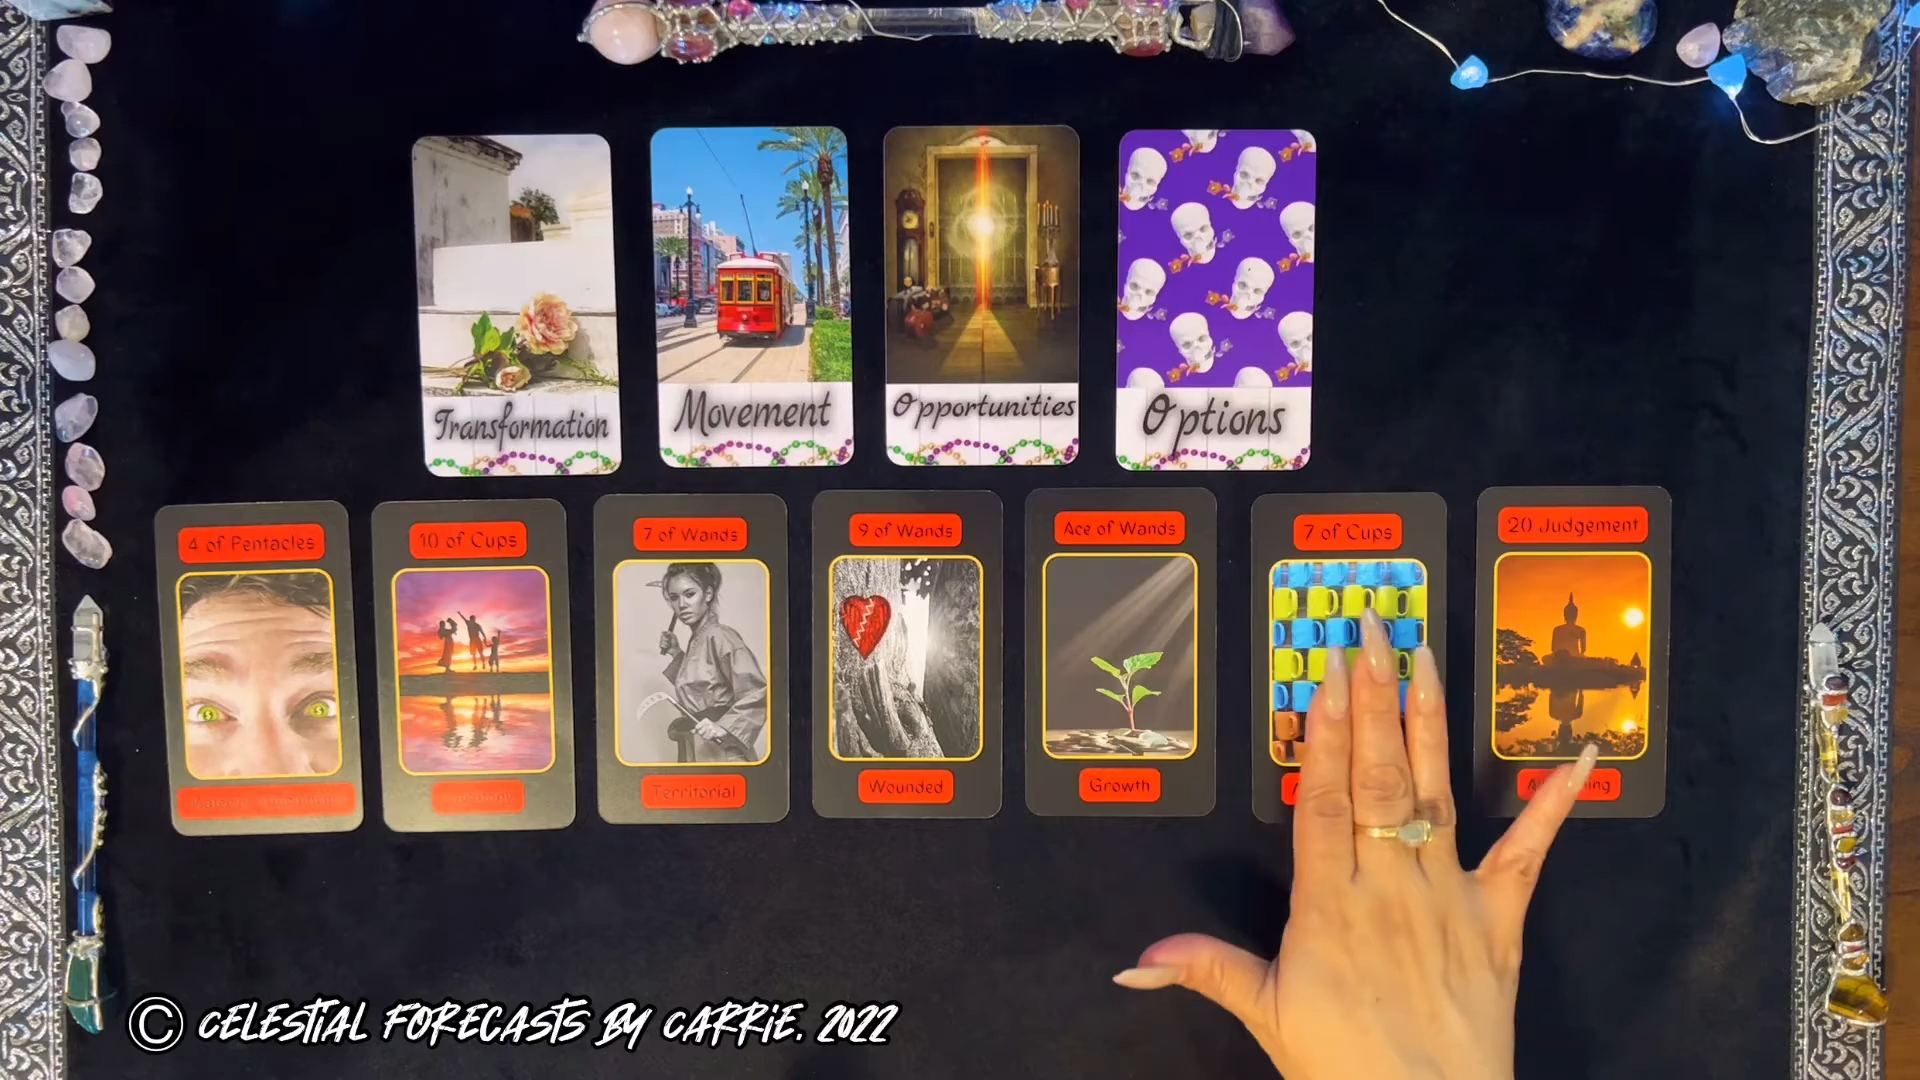 Transformation
Movement
Opportunities
Options
4 of Pentacles
10 of Cups
7 of Wands
9 of Wands
Ace of Wands
7 of Cups
20 Judgement
Territorial
Wounded
Growth
© CELESTIAL FORECASTS BY CARRIE. 2022